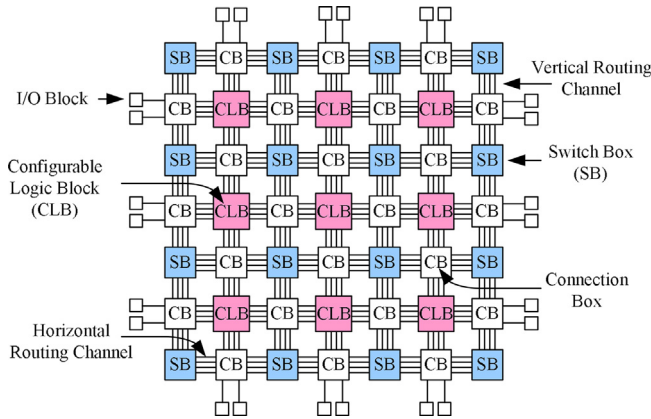 SB CB SB CB SB CB SB
Vertical Routing
Channel
I/O Block
CB CLB CB CLB CB CLB CB
SB CB SB CB SB CB SB
Switch Box
(SB)
Configurable
Logic Block
(CLB)
CB CLB CB CLB CB CLB CB
SB CB SB CB SB CB SB
Connection
Box
CB CLB CB CLB CB CLB CB
Horizontal
Routing Channel
SB CB SB CB SB CB SB